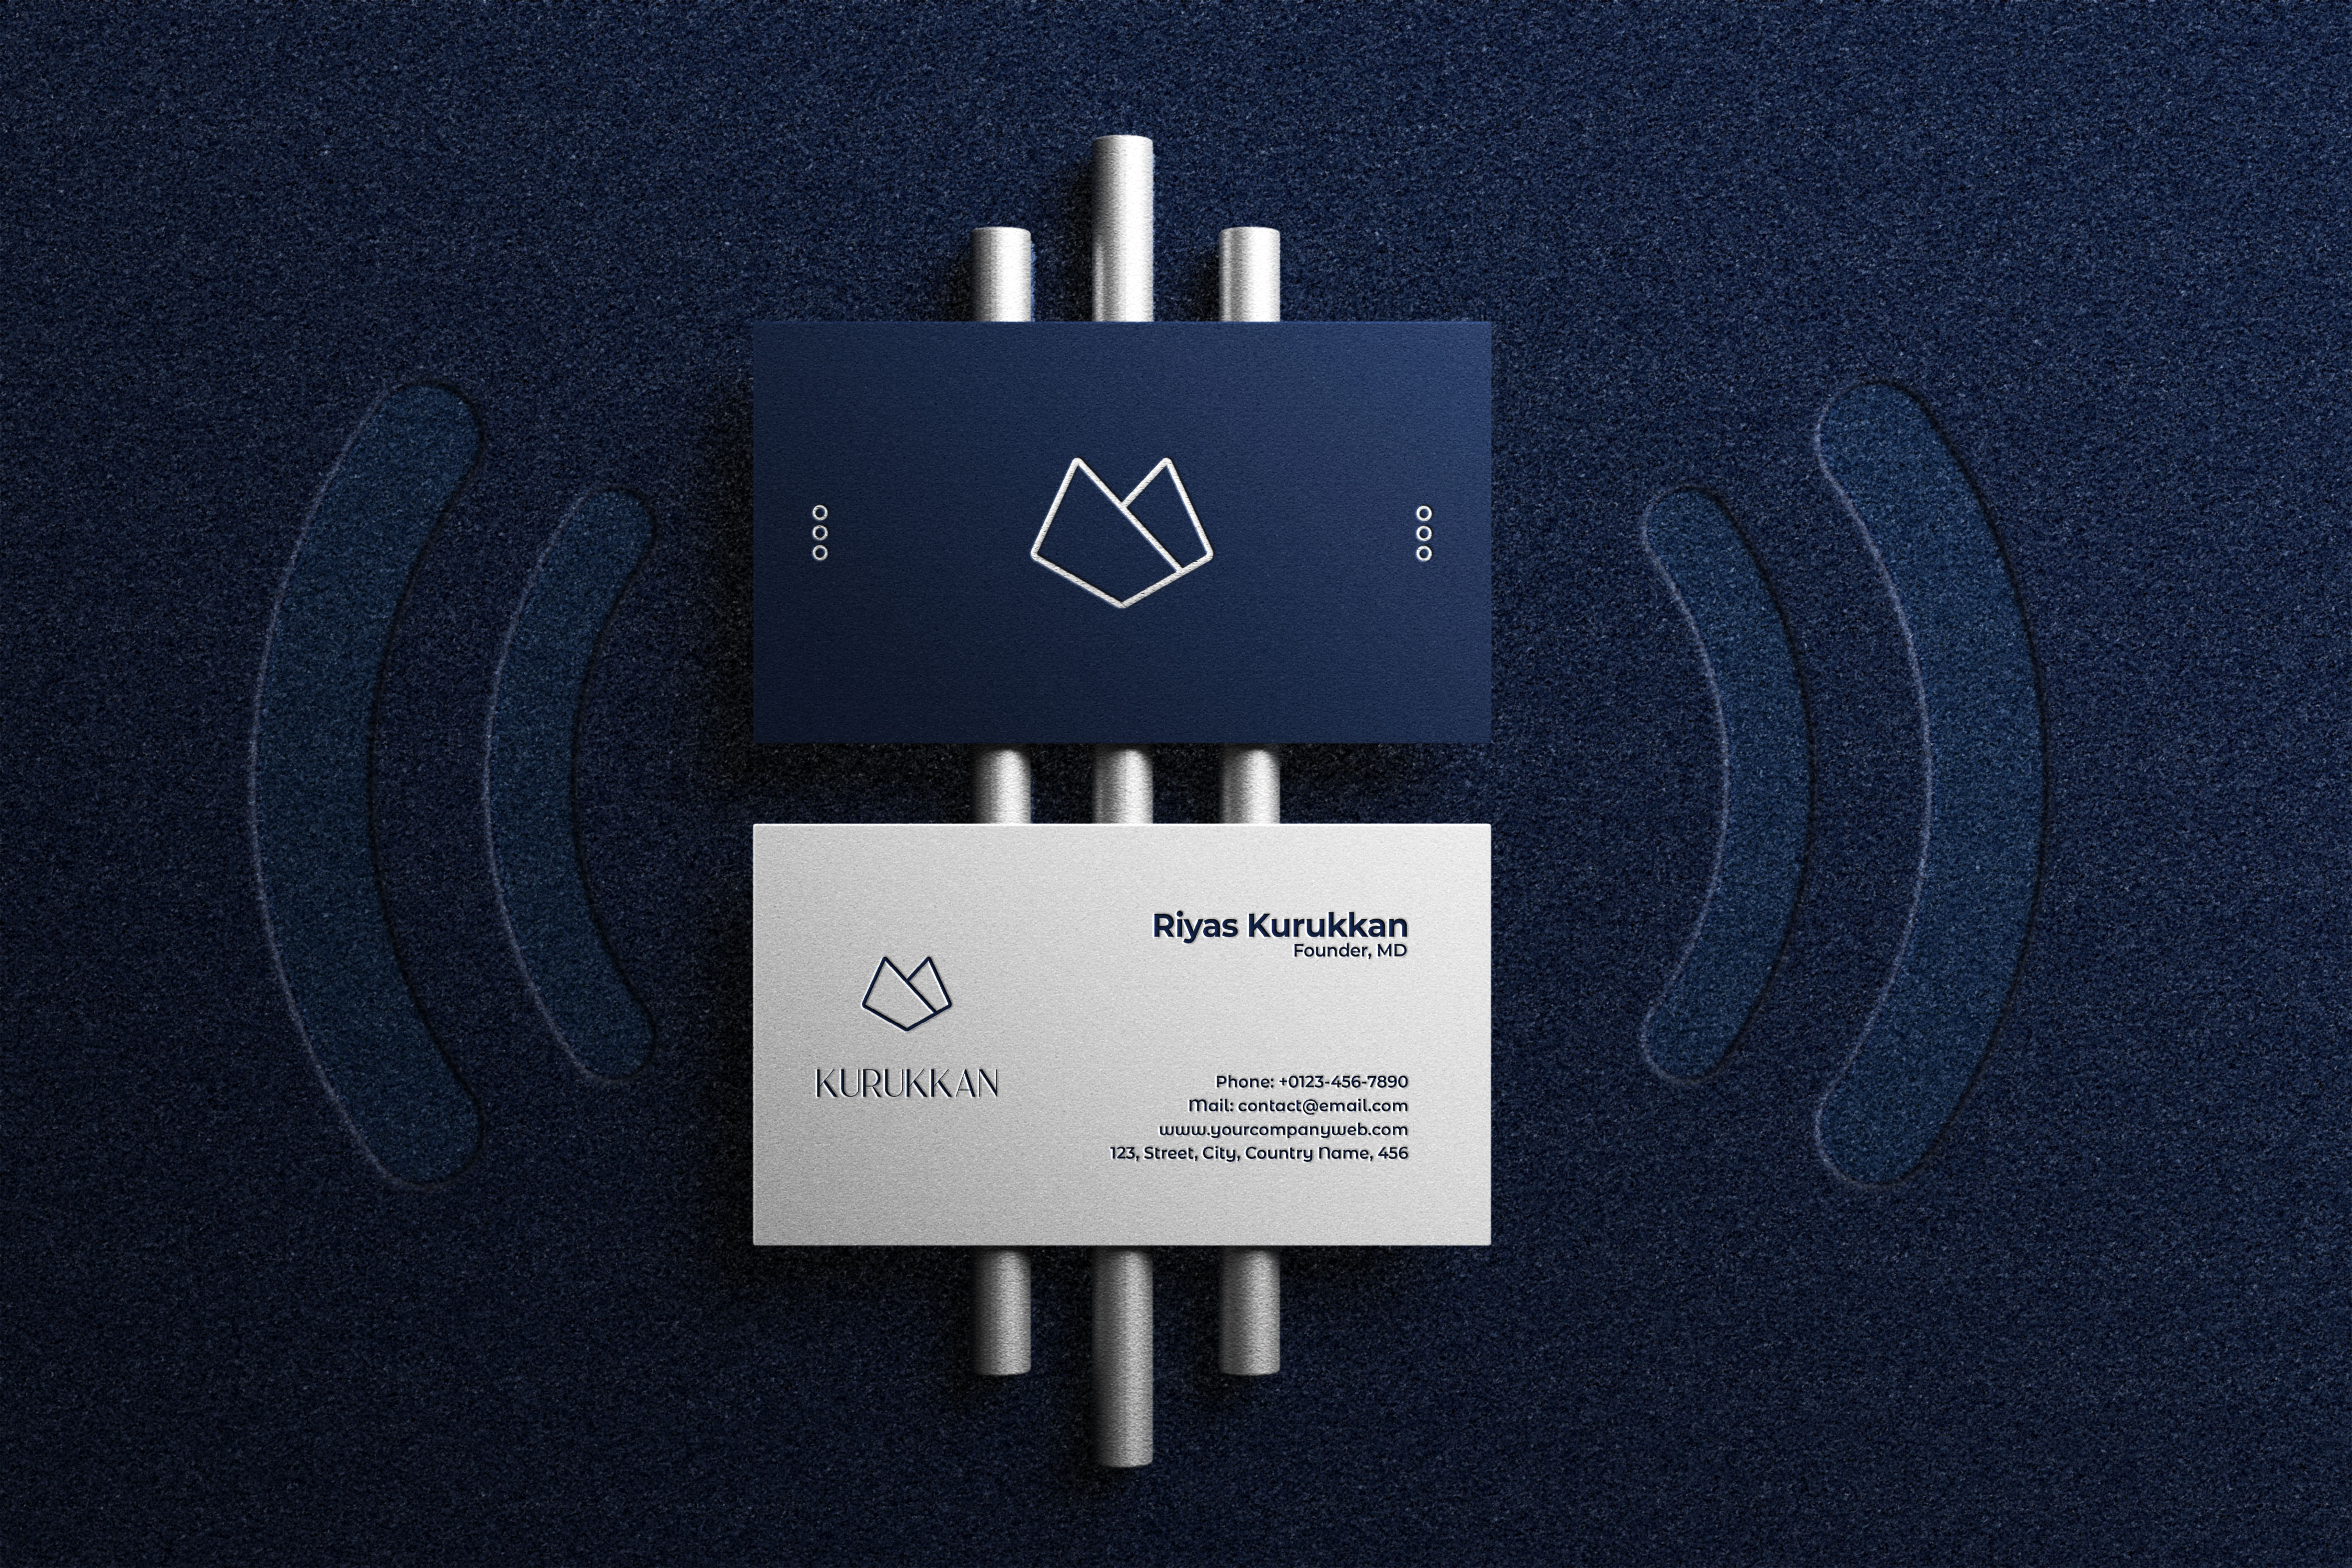 Riyas Kurukkan
Founder, MD
KURUKKAN
Phone: +0123-456-7890
Mail: contact@email.com
www.yourcompanyweb.com
123, Street, City, Country Name, 456